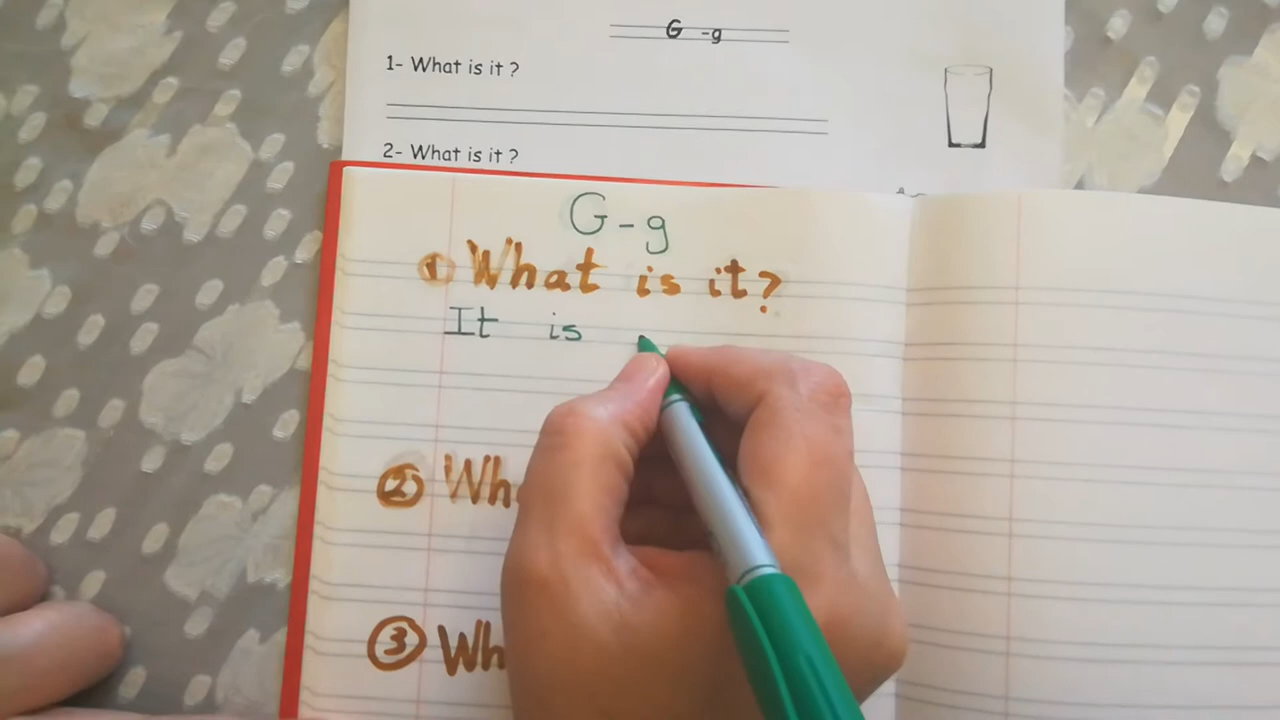 G -g
1- What is it ?
2- What is it ?
G-g
① What is it?
It is
② Wh
③ Wh